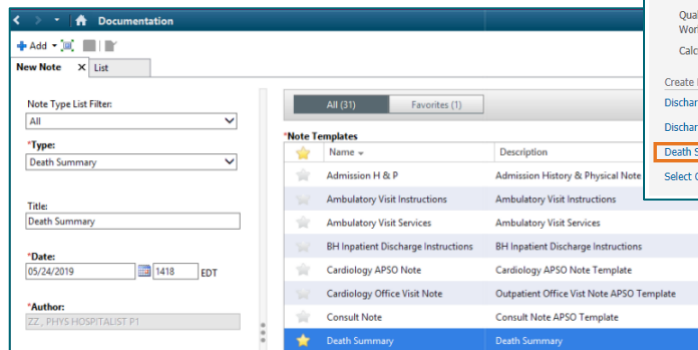 Documentation
Add
New Note × List
Note Type List Filter:
All
*Type:
Death Summary
Title:
Death Summary
*Date:
05/24/2019 1418 EDT
*Author:
ZZ , PHYS HOSPITALIST P1
All (31) Favorites (1)
*Note Templates
Name Description
Admission H & P Admission History & Physical Note
Ambulatory Visit Instructions Ambulatory Visit Instructions
Ambulatory Visit Services Ambulatory Visit Services
BH Inpatient Discharge Instructions BH Inpatient Discharge Instructions
Cardiology APSO Note Cardiology APSO Note Template
Cardiology Office Visit Note Outpatient Office Vist Note APSO Template
Consult Note Consult Note APSO Template
Death Summary Death Summary
Create
Death
Select